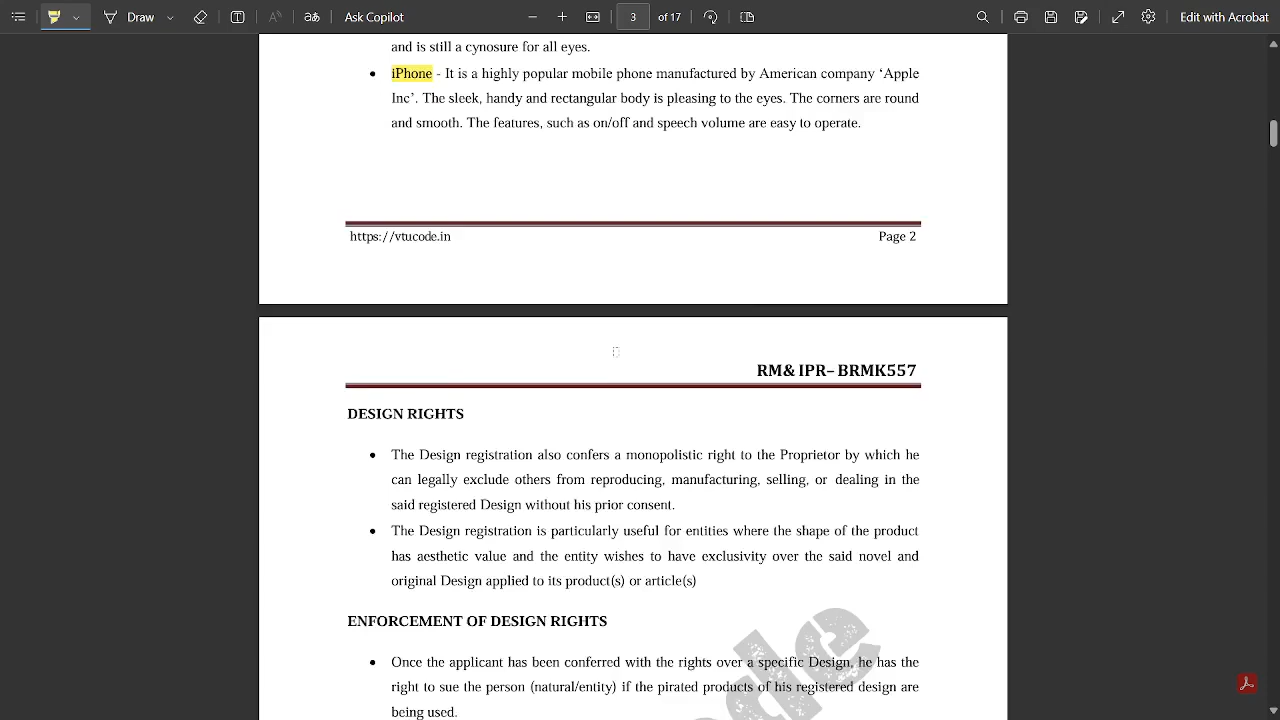 Draw
Ask Copilot
3
of 17
Edit with Acrobat
and is still a cynosure for all eyes.
• iPhone - It is a highly popular mobile phone manufactured by American company ‘Apple
Inc’. The sleek, handy and rectangular body is pleasing to the eyes. The corners are round
and smooth. The features, such as on/off and speech volume are easy to operate.
https://vtucode.in
Page 2
RM& IPR– BRMK557
DESIGN RIGHTS
• The Design registration also confers a monopolistic right to the Proprietor by which he
can legally exclude others from reproducing, manufacturing, selling, or dealing in the
said registered Design without his prior consent.
• The Design registration is particularly useful for entities where the shape of the product
has aesthetic value and the entity wishes to have exclusivity over the said novel and
original Design applied to its product(s) or article(s)
ENFORCEMENT OF DESIGN RIGHTS
• Once the applicant has been conferred with the rights over a specific Design, he has the
right to sue the person (natural/entity) if the pirated products of his registered design are
being used.